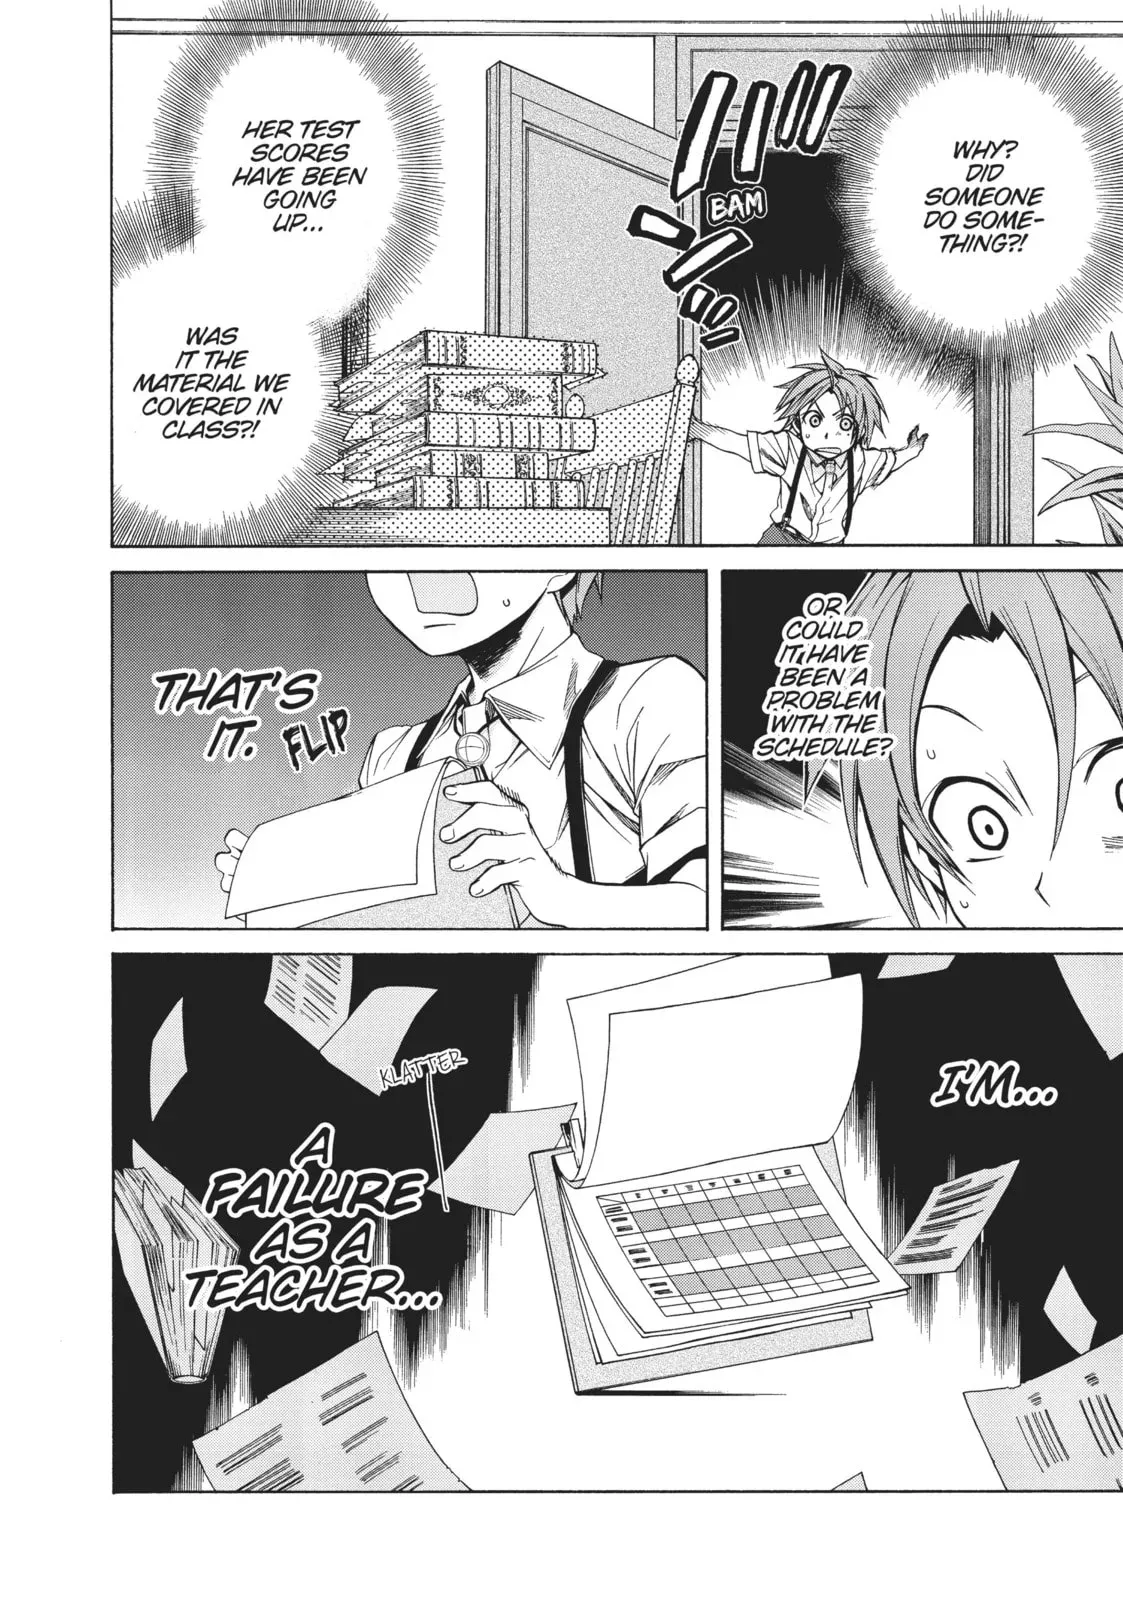 WHY?
DID
SOMEONE
DO SOME-
THING?!
BAM
HER TEST
SCORES
HAVE BEEN
GOING
UP...
WAS
IT THE
MATERIAL WE
COVERED IN
CLASS?!
OR
COULD
IT HAVE
BEEN A
PROBLEM
WITH THE
SCHEDULE?
THAT'S
IT.
FLIP
I'M...
KLATTER
A
FAILURE
AS A
TEACHER...